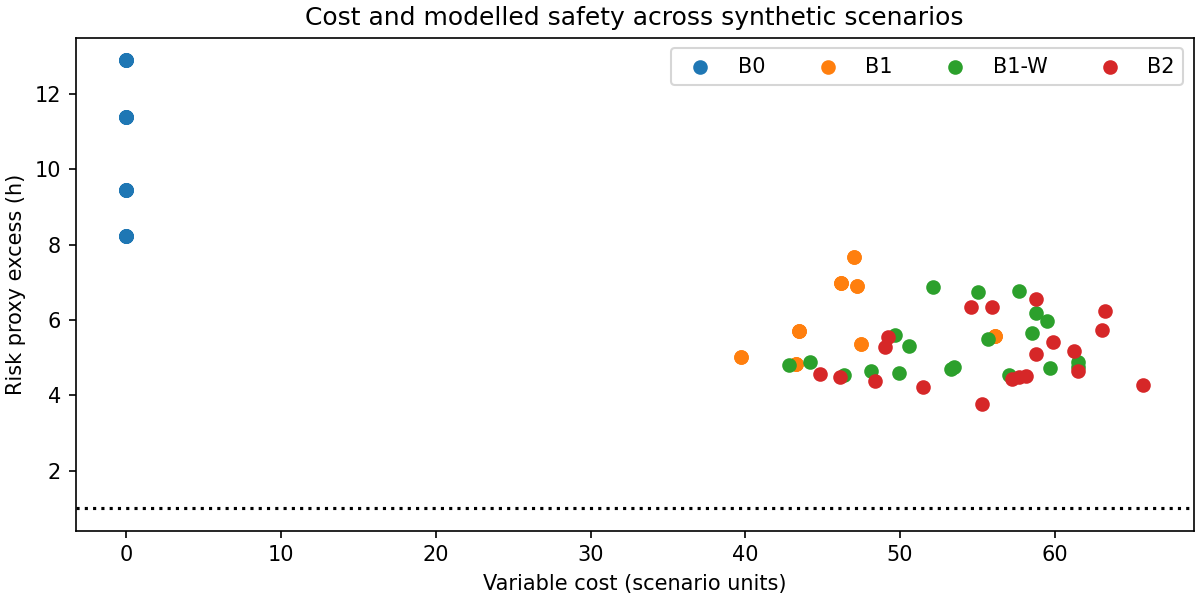 Cost and modelled safety across synthetic scenarios
B0 B1 B1-W B2
Risk proxy excess (h)
12
10
8
6
4
2
0 10 20 30 40 50 60
Variable cost (scenario units)